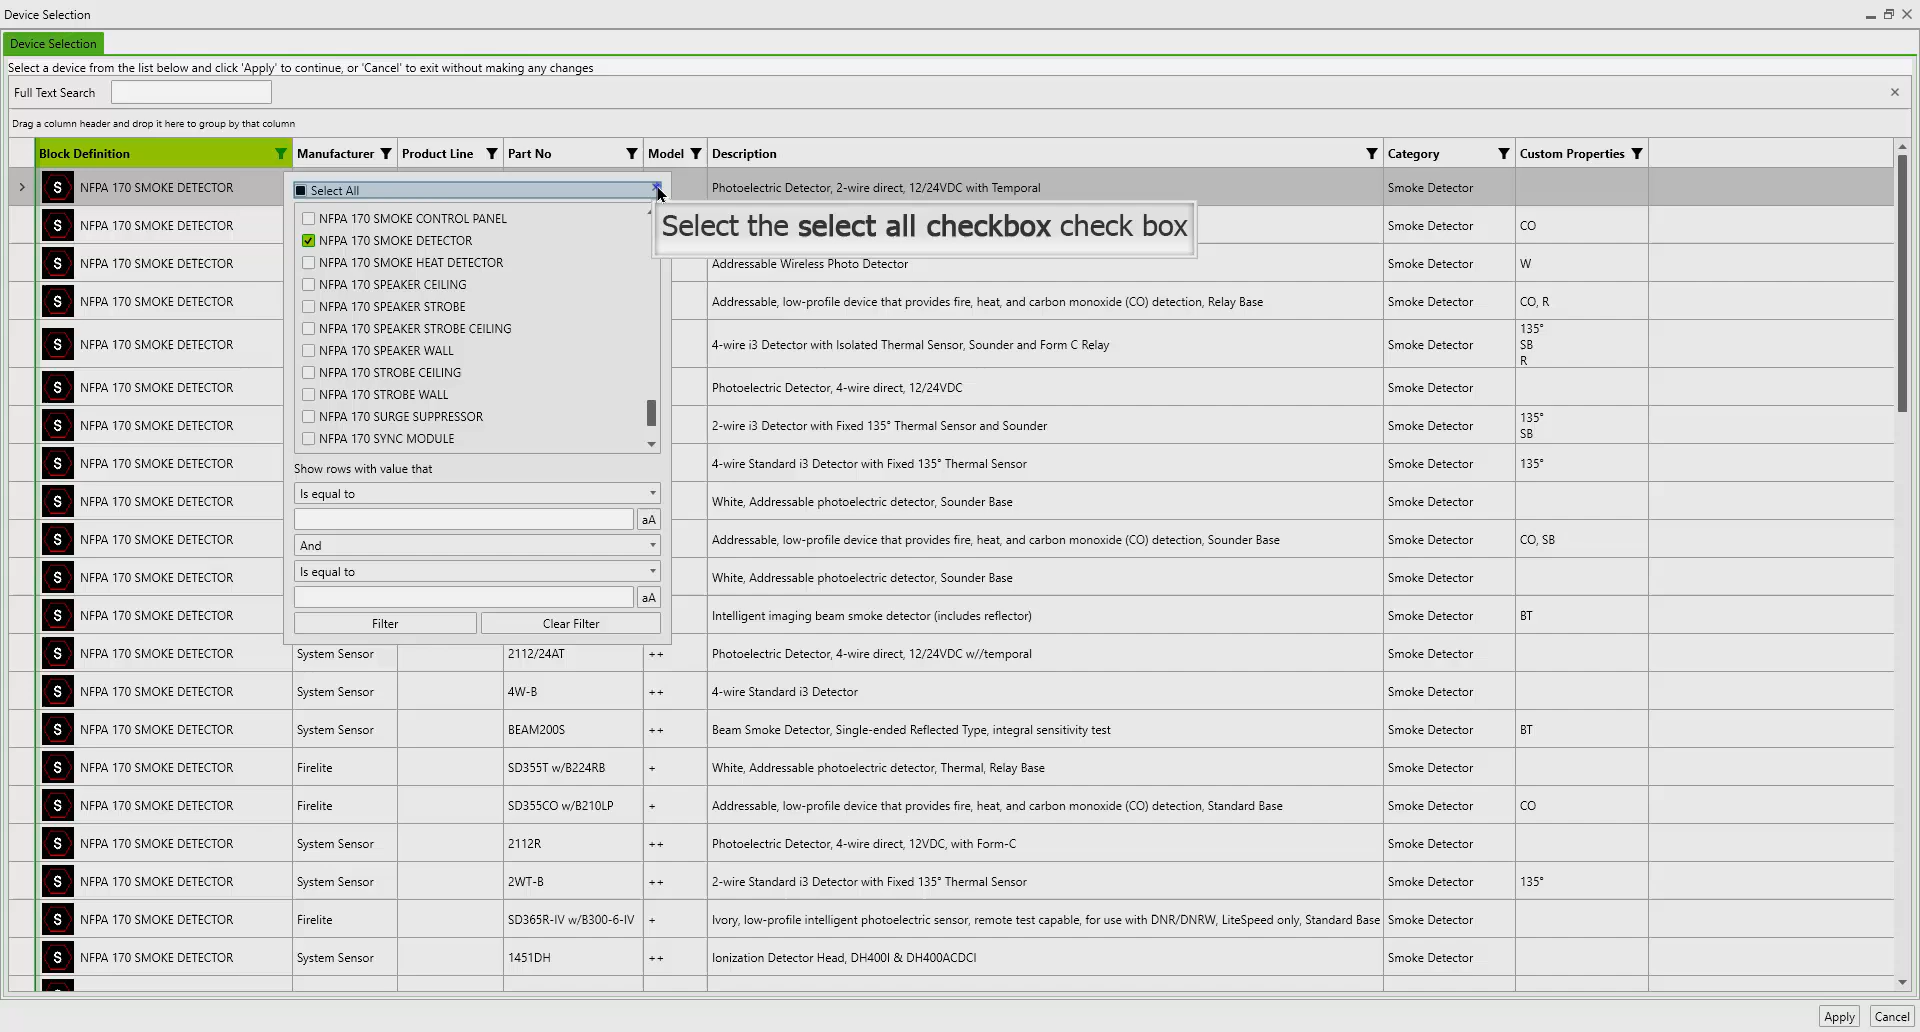 Device Selection
Device Selection
Select a device from the list below and click 'Apply' to continue, or 'Cancel' to exit without making any changes
Full Text Search
Drag a column header and drop it here to group by that column
Block Definition Manufacturer Product Line Part No Model Description Category Custom Properties
S NFPA 170 SMOKE DETECTOR Photoelectric Detector, 2-wire direct, 12/24VDC with Temporal Smoke Detector
Select All
NFPA 170 SMOKE CONTROL PANEL
NFPA 170 SMOKE DETECTOR
NFPA 170 SMOKE HEAT DETECTOR
NFPA 170 SPEAKER CEILING
NFPA 170 SPEAKER STROBE
NFPA 170 SPEAKER STROBE CEILING
NFPA 170 SPEAKER WALL
NFPA 170 STROBE CEILING
NFPA 170 STROBE WALL
NFPA 170 SURGE SUPPRESSOR
NFPA 170 SYNC MODULE
Show rows with value that
Is equal to
aA
And
Is equal to
aA
Filter Clear Filter
Select the select all checkbox check box
S NFPA 170 SMOKE DETECTOR Smoke Detector CO
S NFPA 170 SMOKE DETECTOR Addressable Wireless Photo Detector Smoke Detector W
S NFPA 170 SMOKE DETECTOR Addressable, low-profile device that provides fire, heat, and carbon monoxide (CO) detection, Relay Base Smoke Detector CO, R
S NFPA 170 SMOKE DETECTOR 4-wire i3 Detector with Isolated Thermal Sensor, Sounder and Form C Relay Smoke Detector 135°
SB
R
S NFPA 170 SMOKE DETECTOR Photoelectric Detector, 4-wire direct, 12/24VDC Smoke Detector
S NFPA 170 SMOKE DETECTOR 2-wire i3 Detector with Fixed 135° Thermal Sensor and Sounder Smoke Detector 135°
SB
S NFPA 170 SMOKE DETECTOR 4-wire Standard i3 Detector with Fixed 135° Thermal Sensor Smoke Detector 135°
S NFPA 170 SMOKE DETECTOR White, Addressable photoelectric detector, Sounder Base Smoke Detector
S NFPA 170 SMOKE DETECTOR Addressable, low-profile device that provides fire, heat, and carbon monoxide (CO) detection, Sounder Base Smoke Detector CO, SB
S NFPA 170 SMOKE DETECTOR White, Addressable photoelectric detector, Sounder Base Smoke Detector
S NFPA 170 SMOKE DETECTOR Intelligent imaging beam smoke detector (includes reflector) Smoke Detector BT
S NFPA 170 SMOKE DETECTOR System Sensor 2112/24AT ++ Photoelectric Detector, 4-wire direct, 12/24VDC w//temporal Smoke Detector
S NFPA 170 SMOKE DETECTOR System Sensor 4W-B ++ 4-wire Standard i3 Detector Smoke Detector
S NFPA 170 SMOKE DETECTOR System Sensor BEAM200S ++ Beam Smoke Detector, Single-ended Reflected Type, integral sensitivity test Smoke Detector BT
S NFPA 170 SMOKE DETECTOR Firelite SD355T w/B224RB + White, Addressable photoelectric detector, Thermal, Relay Base Smoke Detector
S NFPA 170 SMOKE DETECTOR Firelite SD355CO w/B210LP + Addressable, low-profile device that provides fire, heat, and carbon monoxide (CO) detection, Standard Base Smoke Detector CO
S NFPA 170 SMOKE DETECTOR System Sensor 2112R ++ Photoelectric Detector, 4-wire direct, 12VDC, with Form-C Smoke Detector
S NFPA 170 SMOKE DETECTOR System Sensor 2WT-B ++ 2-wire Standard i3 Detector with Fixed 135° Thermal Sensor Smoke Detector 135°
S NFPA 170 SMOKE DETECTOR Firelite SD365R-IV w/B300-6-IV + Ivory, low-profile intelligent photoelectric sensor, remote test capable, for use with DNR/DNRW, LiteSpeed only, Standard Base Smoke Detector
S NFPA 170 SMOKE DETECTOR System Sensor 1451DH ++ Ionization Detector Head, DH400I & DH400ACDCI Smoke Detector
Apply Cancel